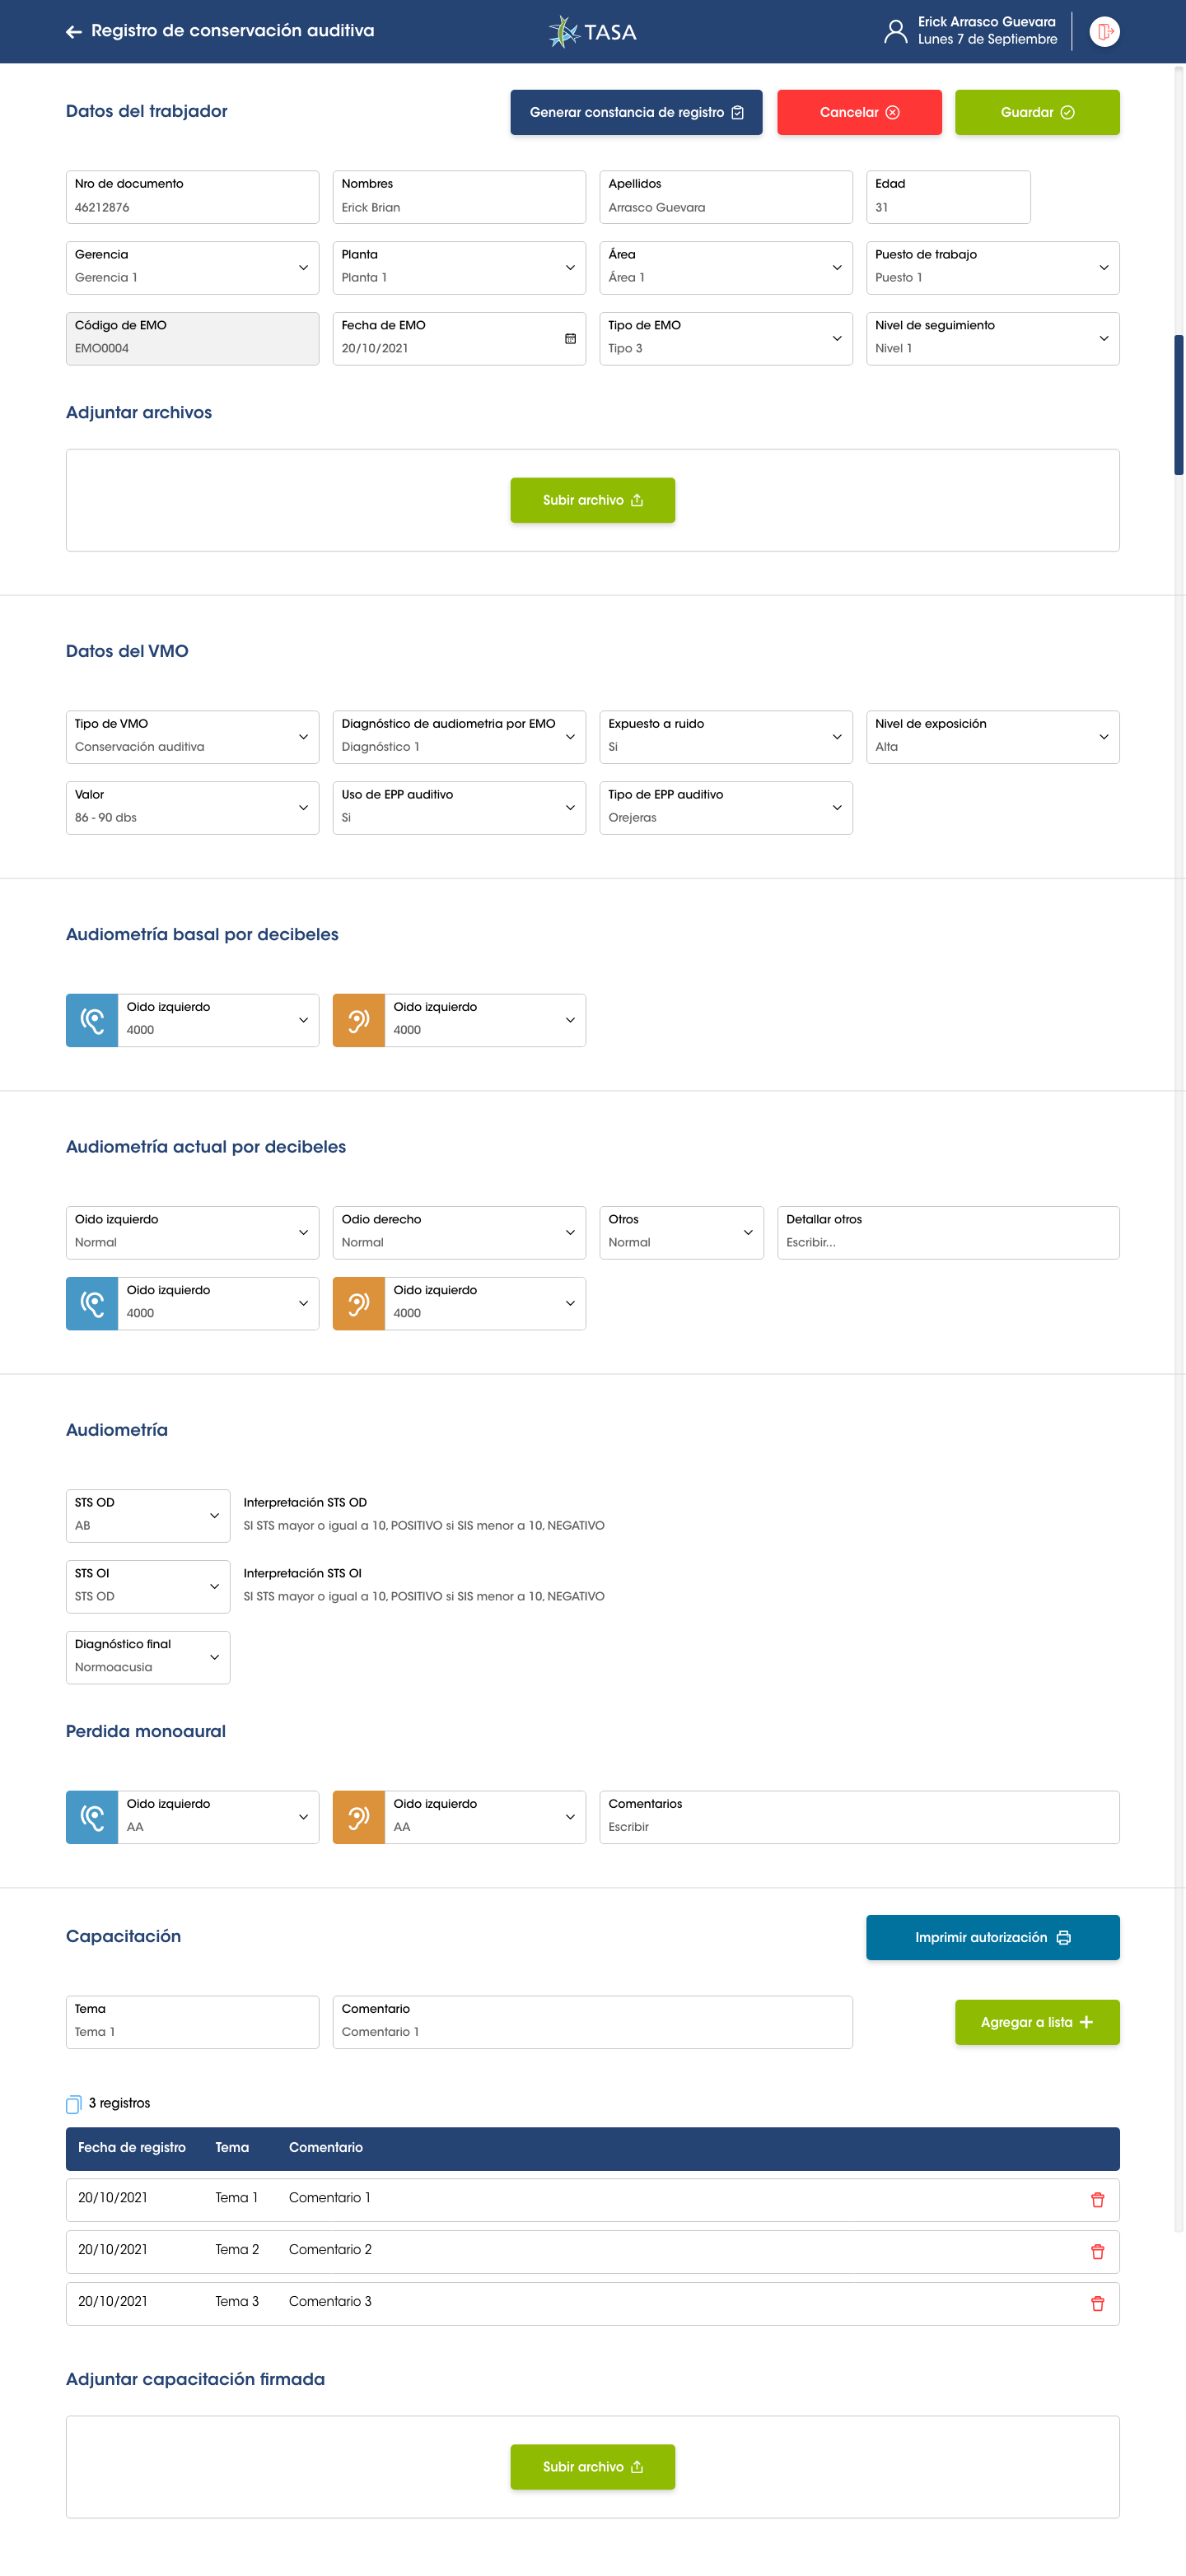 Registro de conservación auditiva
TASA
Erick Arrasco Guevara
Lunes 7 de Septiembre
Datos del trabjador
Generar constancia de registro
Cancelar
Guardar
Nro de documento
46212876
Nombres
Erick Brian
Apellidos
Arrasco Guevara
Edad
31
Gerencia
Gerencia 1
Planta
Planta 1
Área
Área 1
Puesto de trabajo
Puesto 1
Código de EMO
EMO0004
Fecha de EMO
20/10/2021
Tipo de EMO
Tipo 3
Nivel de seguimiento
Nivel 1
Adjuntar archivos
Subir archivo
Datos del VMO
Tipo de VMO
Conservación auditiva
Diagnóstico de audiometria por EMO
Diagnóstico 1
Expuesto a ruido
Si
Nivel de exposición
Alta
Valor
86 - 90 dbs
Uso de EPP auditivo
Si
Tipo de EPP auditivo
Orejeras
Audiometría basal por decibeles
Oido izquierdo
4000
Oido izquierdo
4000
Audiometría actual por decibeles
Oido izquierdo
Normal
Odio derecho
Normal
Otros
Normal
Detallar otros
Escribir...
Oido izquierdo
4000
Oido izquierdo
4000
Audiometría
STS OD
AB
Interpretación STS OD
SI STS mayor o igual a 10, POSITIVO si SIS menor a 10, NEGATIVO
STS OI
STS OD
Interpretación STS OI
SI STS mayor o igual a 10, POSITIVO si SIS menor a 10, NEGATIVO
Diagnóstico final
Normoacusia
Perdida monoaural
Oido izquierdo
AA
Oido izquierdo
AA
Comentarios
Escribir
Capacitación
Imprimir autorización
Tema
Tema 1
Comentario
Comentario 1
Agregar a lista
3 registros
Fecha de registro Tema Comentario
20/10/2021 Tema 1 Comentario 1
20/10/2021 Tema 2 Comentario 2
20/10/2021 Tema 3 Comentario 3
Adjuntar capacitación firmada
Subir archivo